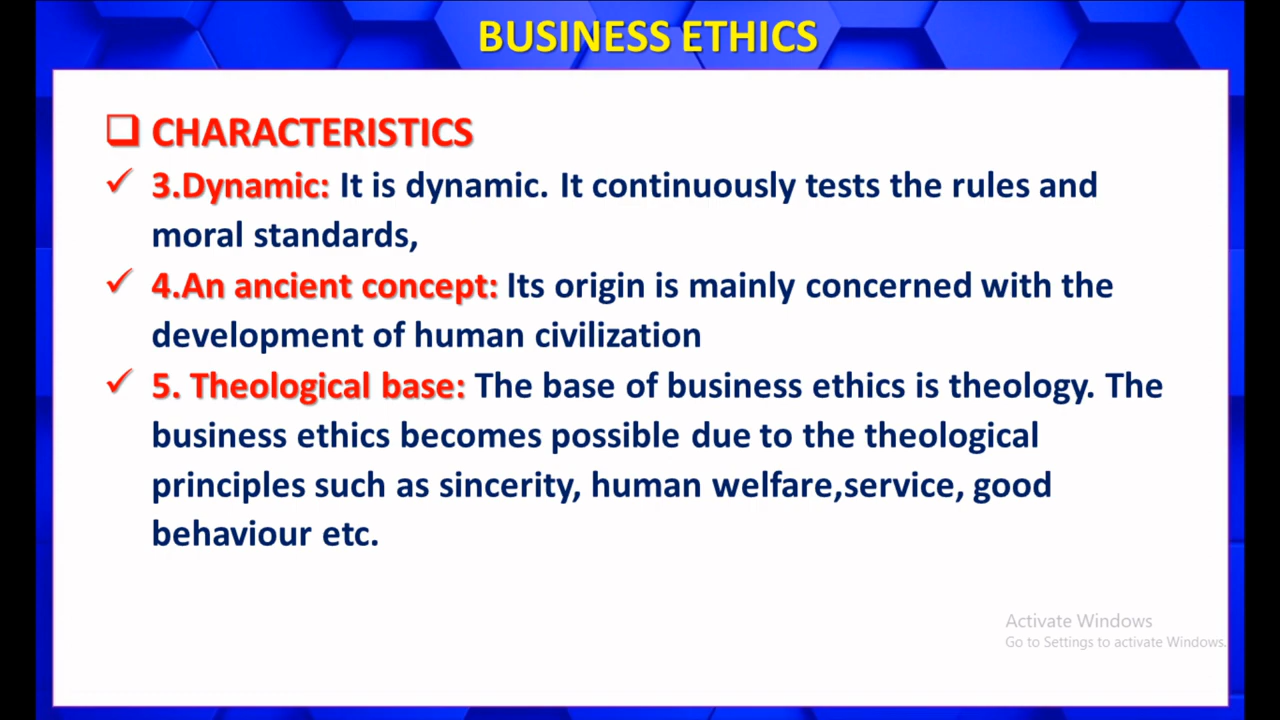 BUSINESS ETHICS
CHARACTERISTICS
3.Dynamic: It is dynamic. It continuously tests the rules and
moral standards,
4.An ancient concept: Its origin is mainly concerned with the
development of human civilization
5. Theological base: The base of business ethics is theology. The
business ethics becomes possible due to the theological
principles such as sincerity, human welfare,service, good
behaviour etc.
Activate Windows
Go to Settings to activate Windows.